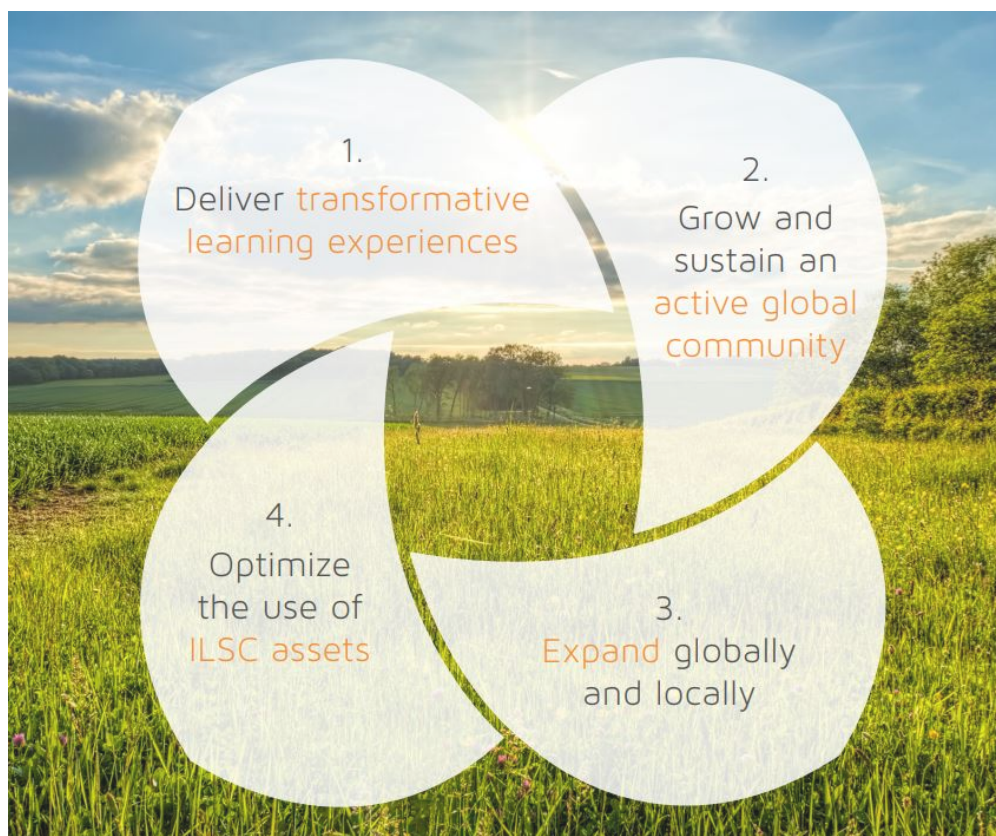 1.
Deliver transformative
learning experiences
2.
Grow and
sustain an
active global
community
3.
Expand globally
and locally
4.
Optimize
the use of
ILSC assets